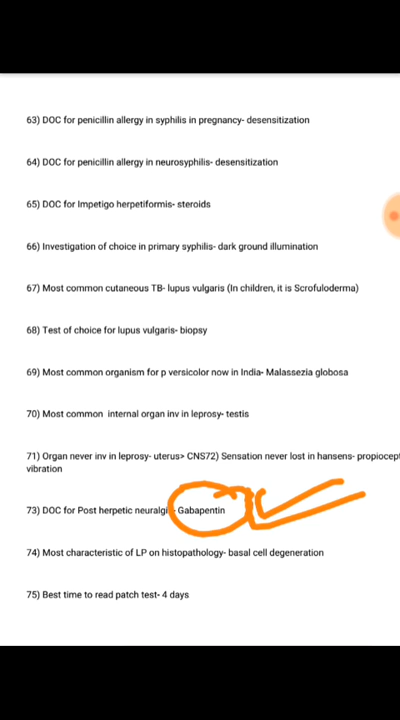 63) DOC for penicillin allergy in syphilis in pregnancy- desensitization
64) DOC for penicillin allergy in neurosyphilis- desensitization
65) DOC for Impetigo herpetiformis- steroids
66) Investigation of choice in primary syphilis- dark ground illumination
67) Most common cutaneous TB- lupus vulgaris (In children, it is Scrofuloderma)
68) Test of choice for lupus vulgaris- biopsy
69) Most common organism for p versicolor now in India- Malassezia globosa
70) Most common internal organ inv in leprosy- testis
71) Organ never inv in leprosy- uterus> CNS72) Sensation never lost in hansens- propiocept
vibration
73) DOC for Post herpetic neuralgi - Gabapentin
74) Most characteristic of LP on histopathology- basal cell degeneration
75) Best time to read patch test- 4 days